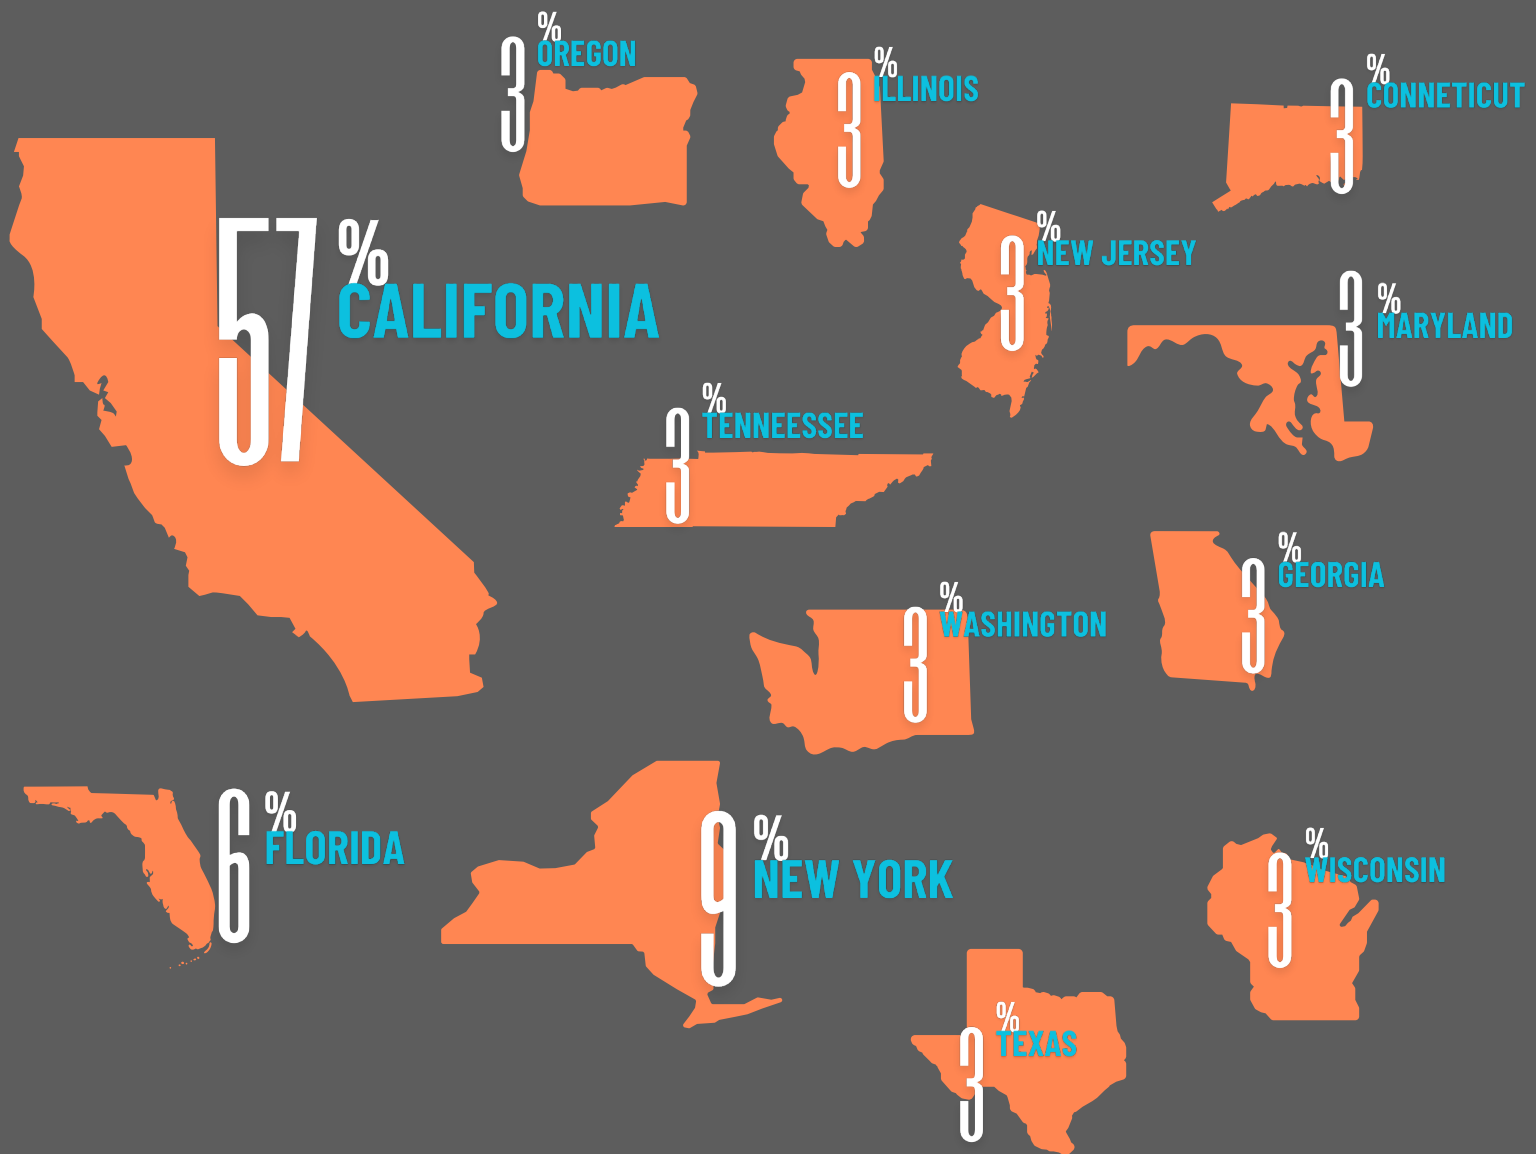 3% OREGON
3% ILLINOIS
3% CONNETICUT
57% CALIFORNIA
3% NEW JERSEY
3% MARYLAND
3% TENNEESSEE
3% GEORGIA
3% WASHINGTON
6% FLORIDA
9% NEW YORK
3% WISCONSIN
3% TEXAS